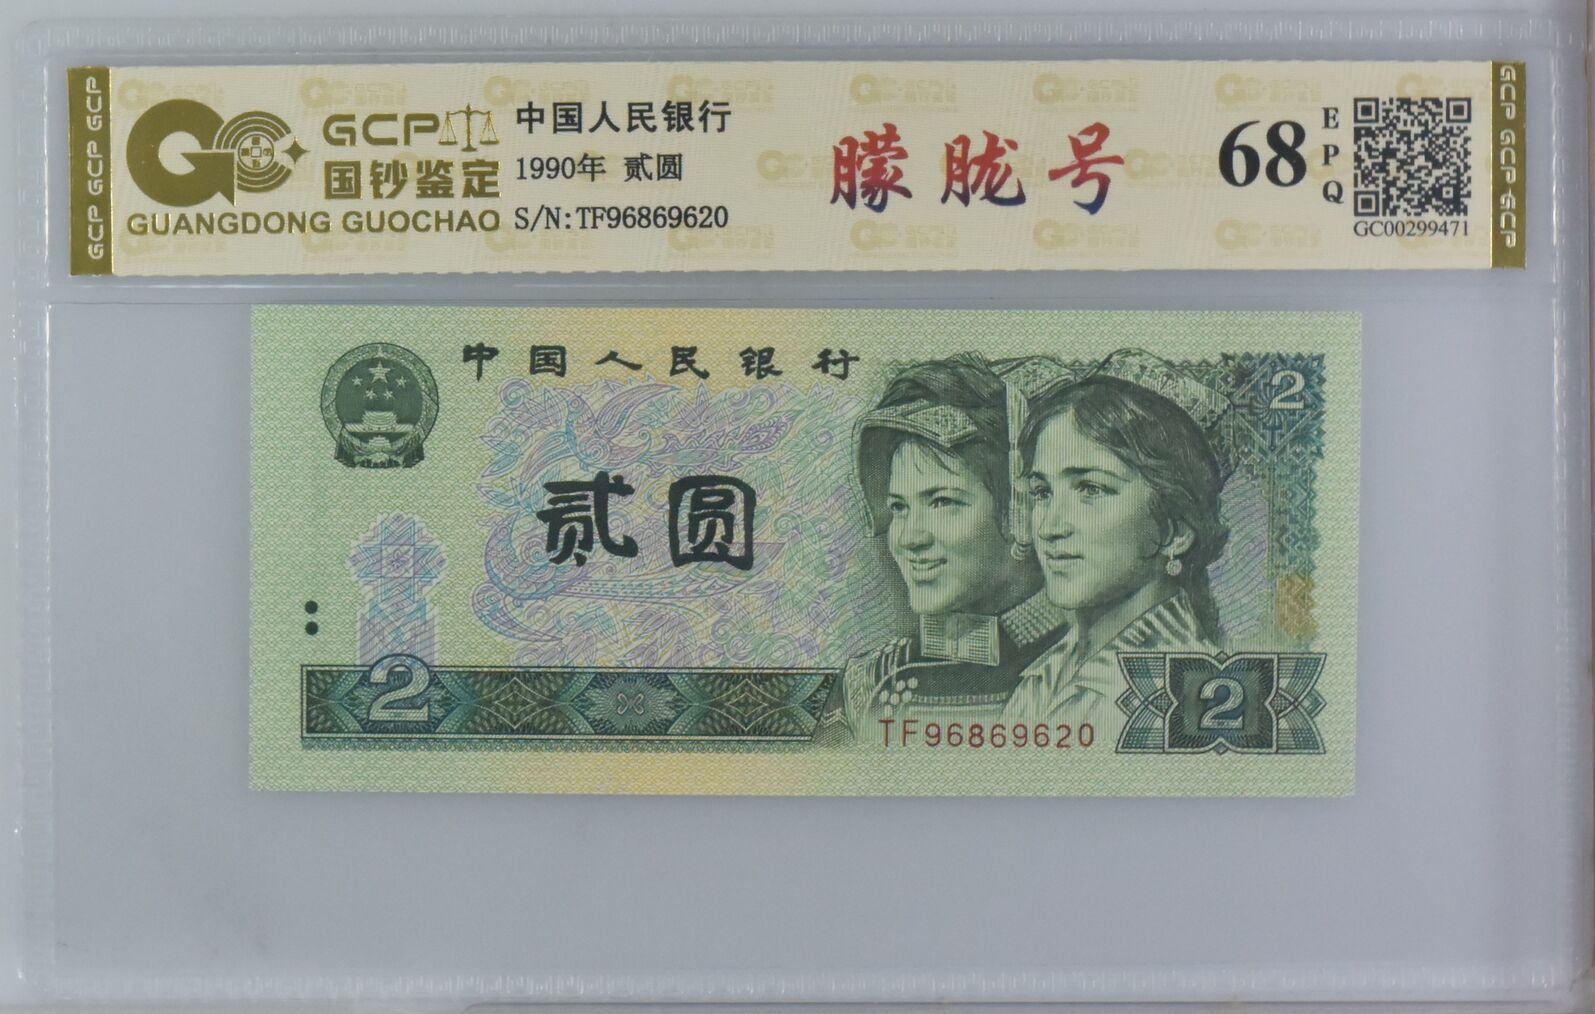 GCP GCP GCP
GCP
国钞鉴定
GUANGDONG GUOCHAO
中国人民银行
1990年 贰圆
S/N:TF96869620
朦胧号
68
EPQ
GC00299471
GCP GCP GCP
中国人民银行
2
贰圆
2
TF96869620
2